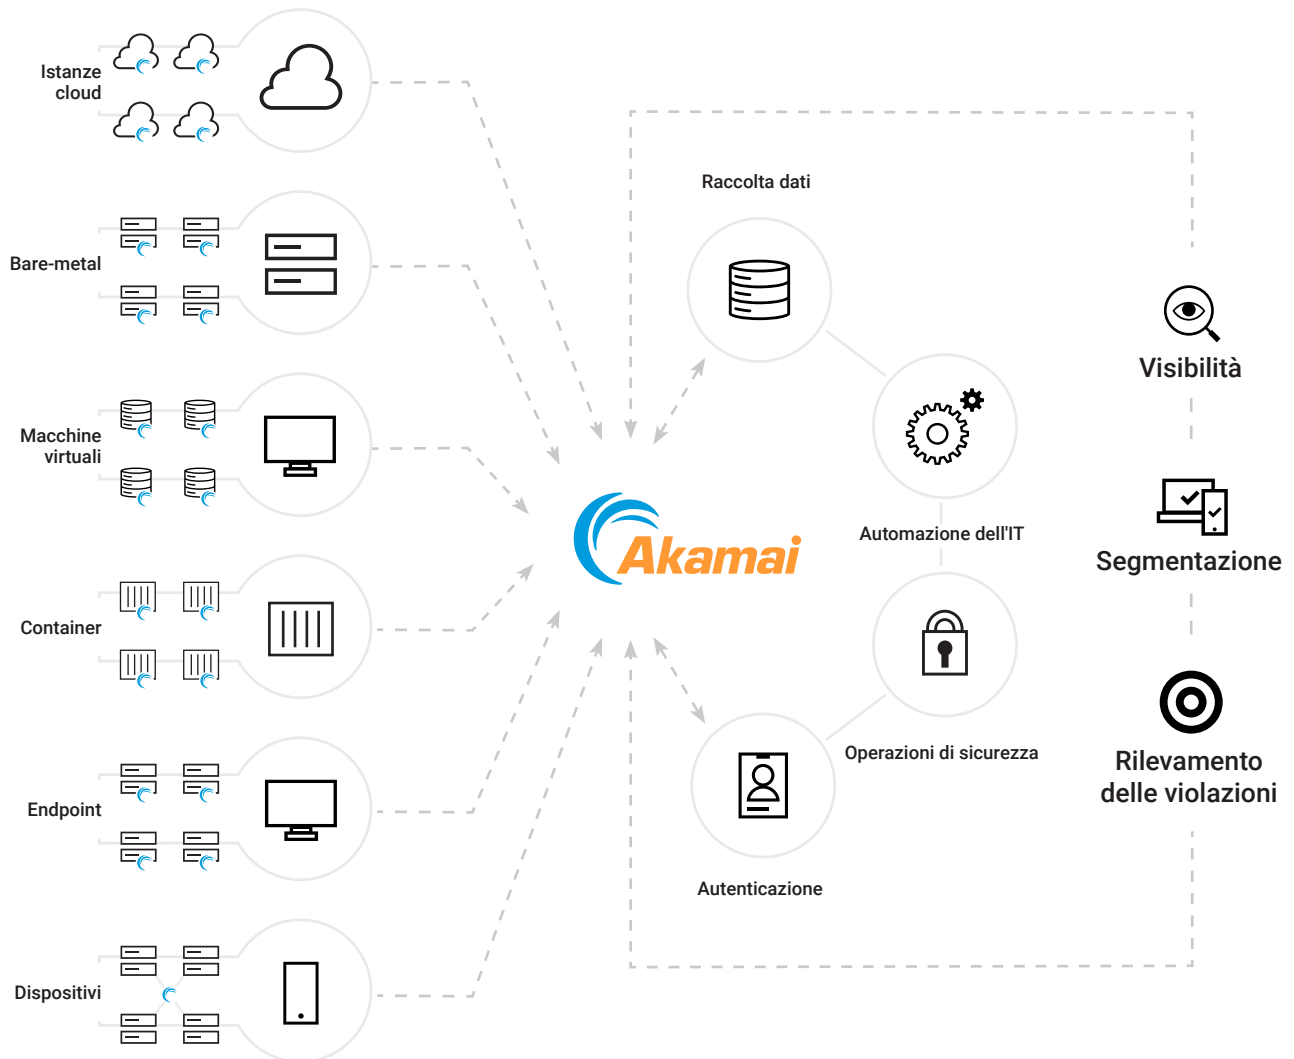 Istanze
cloud
Bare-metal
Macchine
virtuali
Container
Endpoint
Dispositivi
Akamai
Raccolta dati
Automazione dell'IT
Operazioni di sicurezza
Autenticazione
Visibilità
Segmentazione
Rilevamento
delle violazioni